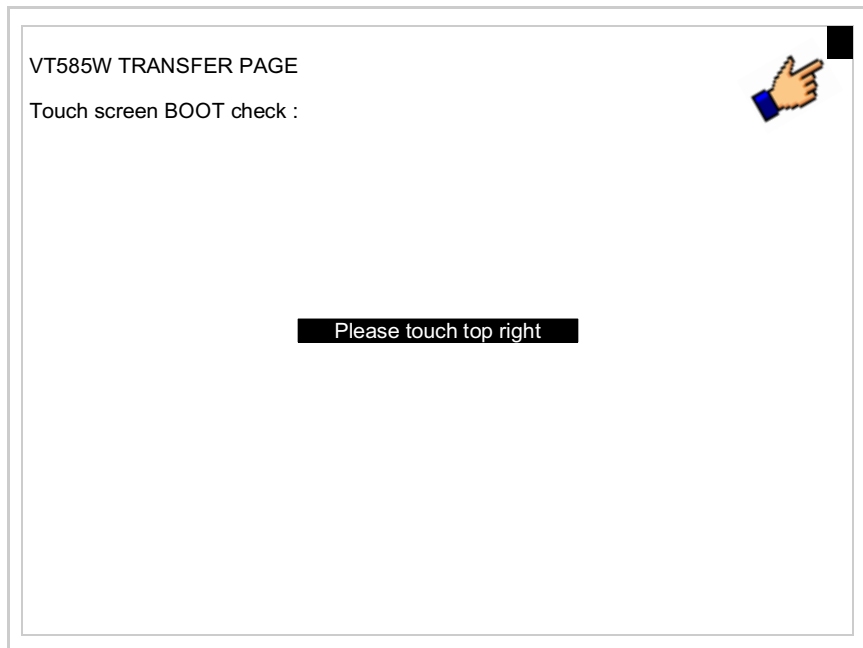 VT585W TRANSFER PAGE
Touch screen BOOT check :
Please touch top right